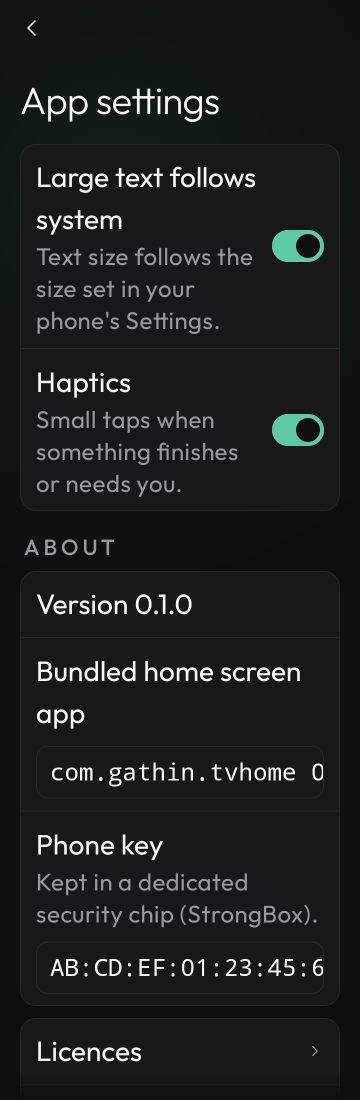 App settings
Large text follows
system
Text size follows the
size set in your
phone's Settings.
Haptics
Small taps when
something finishes
or needs you.
ABOUT
Version 0.1.0
Bundled home screen
app
com.gathin.tvhome
Phone key
Kept in a dedicated
security chip (StrongBox).
AB:CD:EF:01:23:45:6
Licences